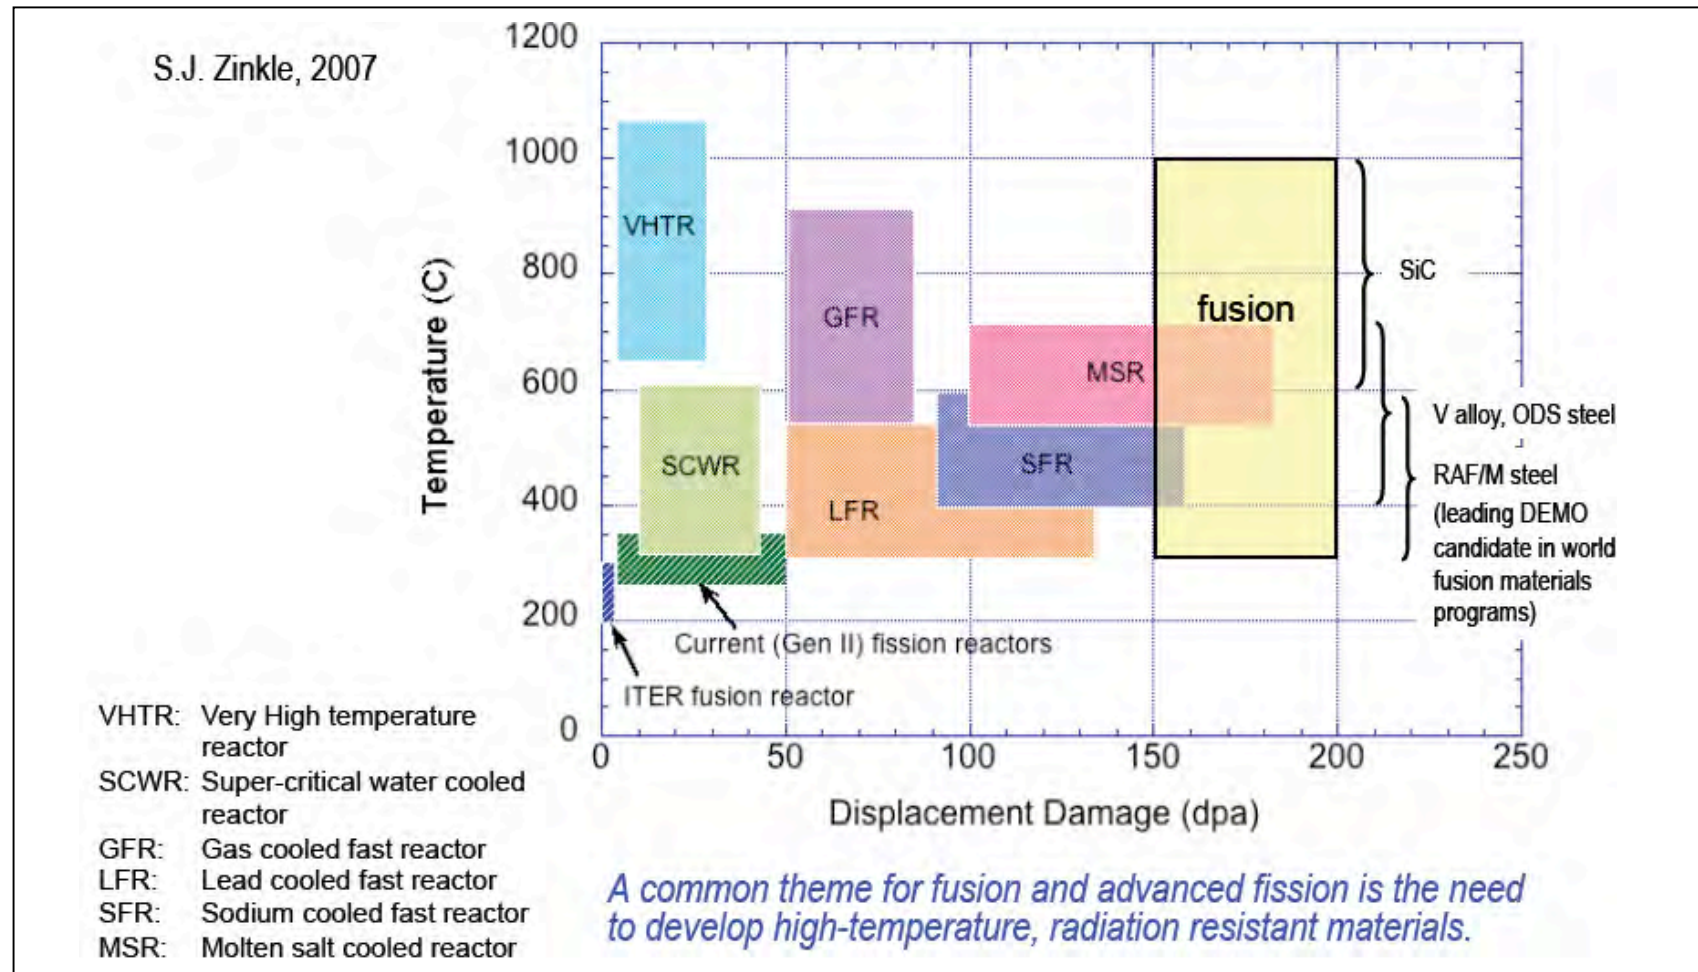 S.J. Zinkle, 2007
1200
1000
800
600
400
200
0
Temperature (C)
VHTR
SCWR
GFR
LFR
SFR
MSR
fusion
SiC
V alloy, ODS steel
RAF/M steel
(leading DEMO
candidate in world
fusion materials
programs)
Current (Gen II) fission reactors
ITER fusion reactor
0 50 100 150 200 250
Displacement Damage (dpa)
VHTR: Very High temperature
reactor
SCWR: Super-critical water cooled
reactor
GFR: Gas cooled fast reactor
LFR: Lead cooled fast reactor
SFR: Sodium cooled fast reactor
MSR: Molten salt cooled reactor
A common theme for fusion and advanced fission is the need
to develop high-temperature, radiation resistant materials.